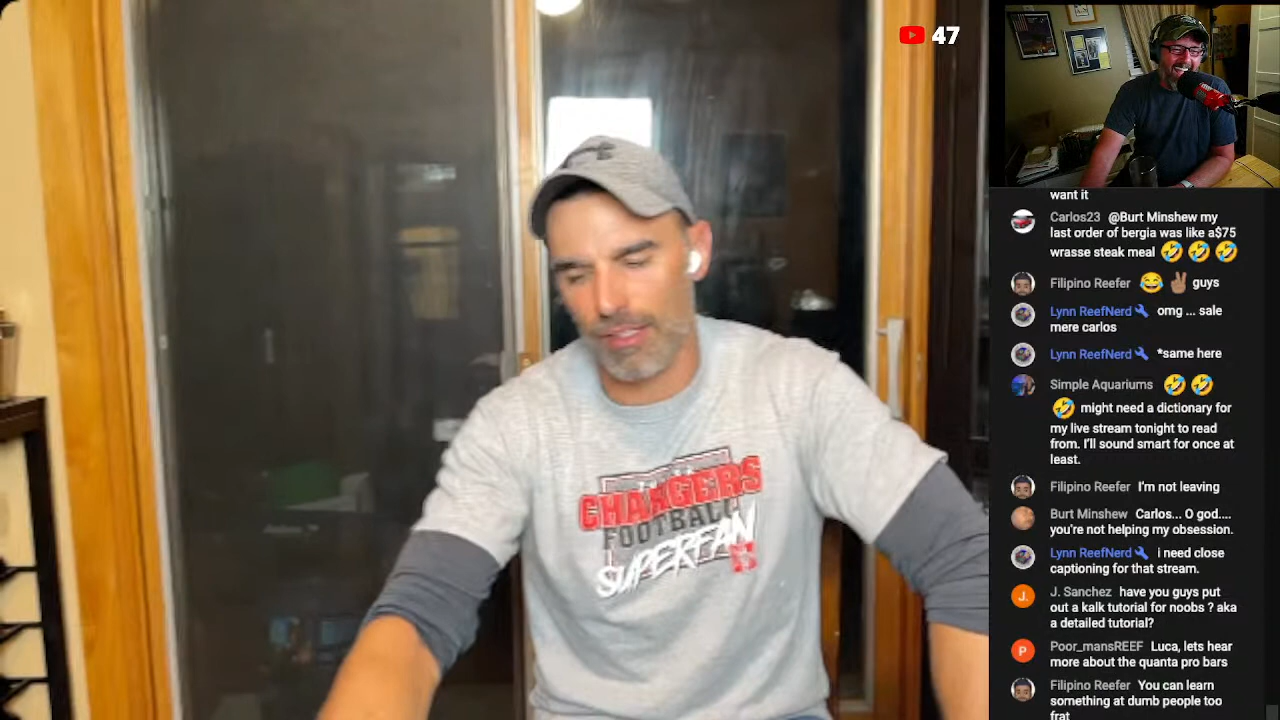 47
CHARGERS
FOOTBALL
SUPERFAN
want it
Carlos23 @Burt Minshew my
last order of bergia was like a$75
wrasse steak meal 🤣 🤣 🤣
Filipino Reefer 😂 ✌🏽 guys
Lynn ReefNerd omg ... sale
mere carlos
Lynn ReefNerd *same here
Simple Aquariums 🤣 🤣
🤣 might need a dictionary for
my live stream tonight to read
from. I'll sound smart for once at
least.
Filipino Reefer I'm not leaving
Burt Minshew Carlos... O god....
you're not helping my obsession.
Lynn ReefNerd i need close
captioning for that stream.
J.
J. Sanchez have you guys put
out a kalk tutorial for noobs ? aka
a detailed tutorial?
P
Poor_mansREEF Luca, lets hear
more about the quanta pro bars
Filipino Reefer You can learn
something at dumb people too
frat